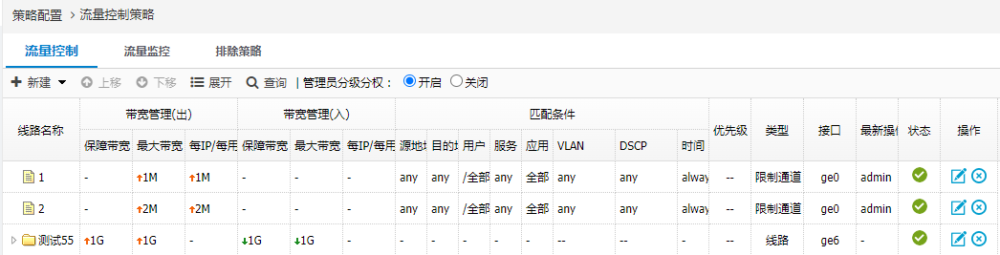 策略配置 > 流量控制策略
流量控制 流量监控 排除策略
新建 上移 下移 展开 查询 | 管理员分级分权： 开启 关闭
线路名称 带宽管理(出) 带宽管理(入) 匹配条件 优先级 类型 接口 最新操作 状态 操作
保障带宽 最大带宽 每IP/每用 保障带宽 最大带宽 每IP/每用 源地址 目的地 用户 服务 应用 VLAN DSCP 时间
1 - ↑1M ↑1M - - - any any /全部 any 全部 any any alway -- 限制通道 ge0 admin
2 - ↑2M ↑2M - - - any any /全部 any 全部 any any alway -- 限制通道 ge0 admin
测试55 ↑1G ↑1G - ↓1G ↓1G - - - - - - -- - - -- 线路 ge6 -